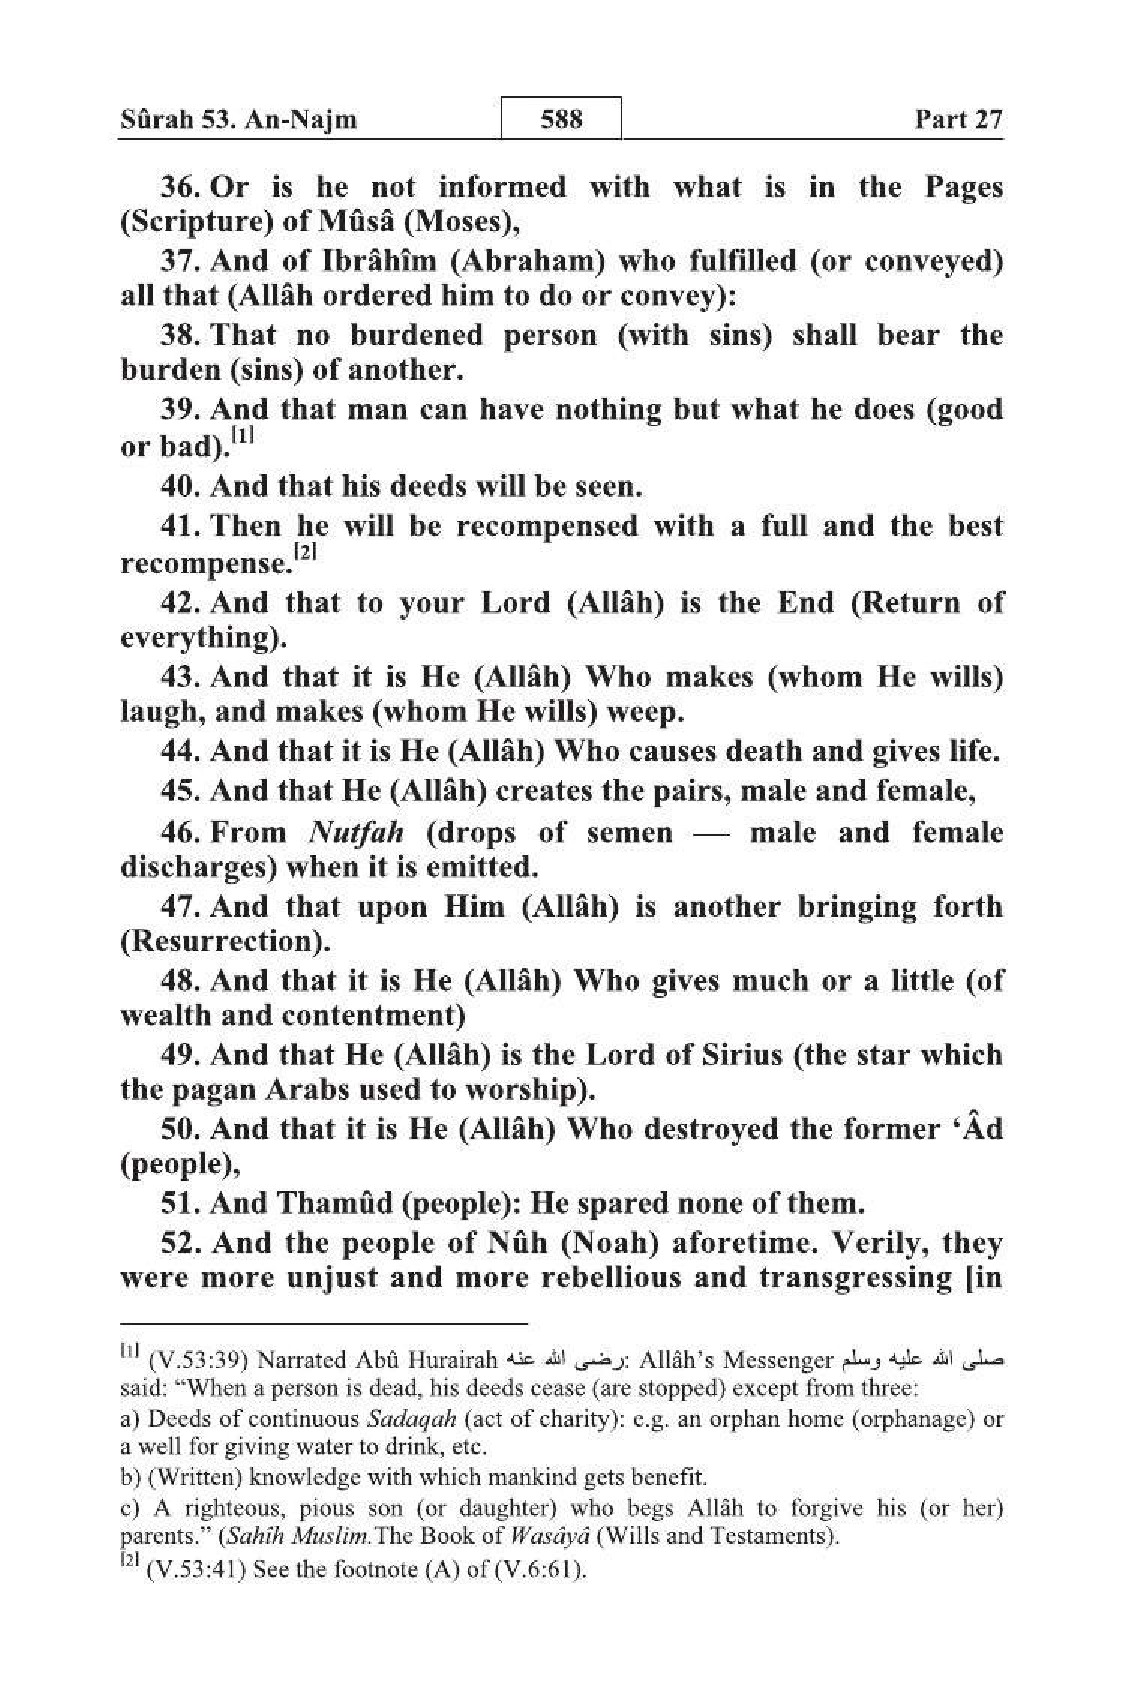 Sûrah 53. An-Najm 588 Part 27
36. Or is he not informed with what is in the Pages
(Scripture) of Mûsâ (Moses),
37. And of Ibrâhîm (Abraham) who fulfilled (or conveyed)
all that (Allâh ordered him to do or convey):
38. That no burdened person (with sins) shall bear the
burden (sins) of another.
39. And that man can have nothing but what he does (good
or bad).[1]
40. And that his deeds will be seen.
41. Then he will be recompensed with a full and the best
recompense.[2]
42. And that to your Lord (Allâh) is the End (Return of
everything).
43. And that it is He (Allâh) Who makes (whom He wills)
laugh, and makes (whom He wills) weep.
44. And that it is He (Allâh) Who causes death and gives life.
45. And that He (Allâh) creates the pairs, male and female,
46. From Nutfah (drops of semen — male and female
discharges) when it is emitted.
47. And that upon Him (Allâh) is another bringing forth
(Resurrection).
48. And that it is He (Allâh) Who gives much or a little (of
wealth and contentment)
49. And that He (Allâh) is the Lord of Sirius (the star which
the pagan Arabs used to worship).
50. And that it is He (Allâh) Who destroyed the former ‘Âd
(people),
51. And Thamûd (people): He spared none of them.
52. And the people of Nûh (Noah) aforetime. Verily, they
were more unjust and more rebellious and transgressing [in
[1] (V.53:39) Narrated Abû Hurairah رضى الله عنه: Allâh’s Messenger صلى الله عليه وسلم
said: “When a person is dead, his deeds cease (are stopped) except from three:
a) Deeds of continuous Sadaqah (act of charity): e.g. an orphan home (orphanage) or
a well for giving water to drink, etc.
b) (Written) knowledge with which mankind gets benefit.
c) A righteous, pious son (or daughter) who begs Allâh to forgive his (or her)
parents.” (Sahîh Muslim.The Book of Wasâyâ (Wills and Testaments).
[2] (V.53:41) See the footnote (A) of (V.6:61).